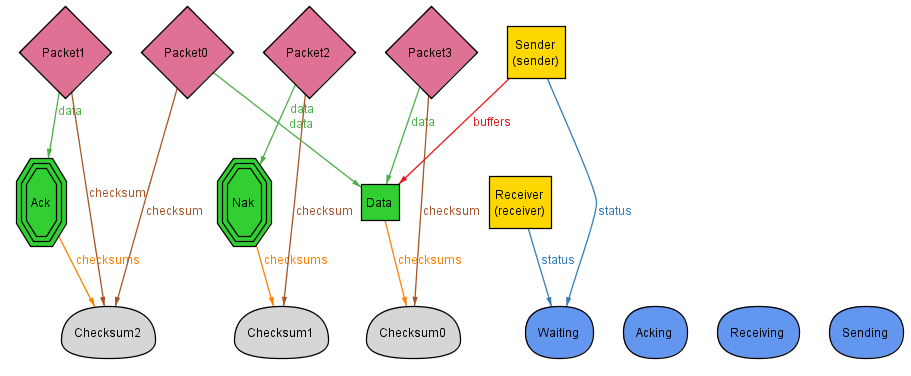 Packet1
Packet0
Packet2
Packet3
Sender
(sender)
data
data
data
data
buffers
Ack
Nak
Data
Receiver
(receiver)
checksum
checksum
checksum
checksum
status
checksums
checksums
checksums
status
Checksum2
Checksum1
Checksum0
Waiting
Acking
Receiving
Sending